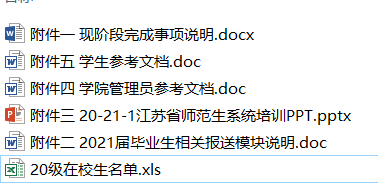 附件一 现阶段完成事项说明.docx
附件五 学生参考文档.doc
附件四 学院管理员参考文档.doc
附件三 20-21-1江苏省师范生系统培训PPT.pptx
附件二 2021届毕业生相关报送模块说明.doc
20级在校生名单.xls